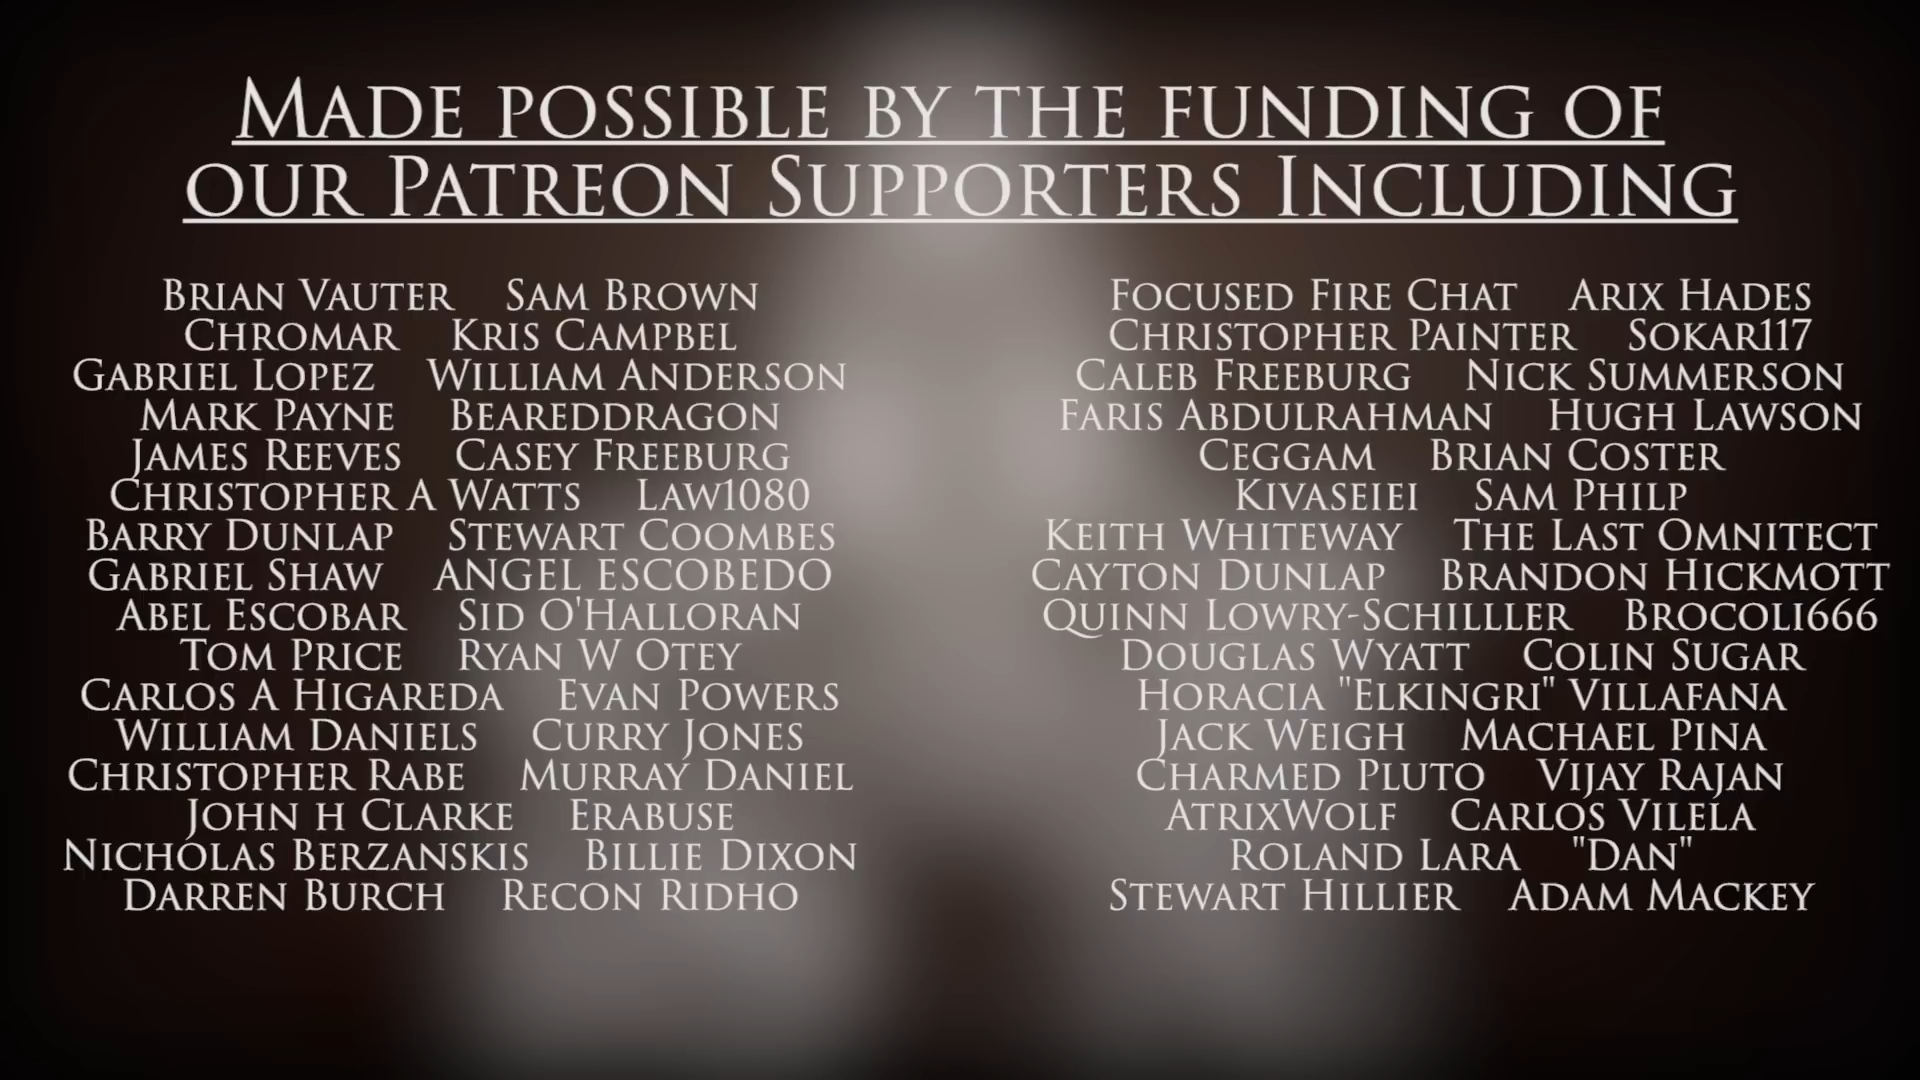 Made possible by the funding of
our Patreon Supporters Including
Brian Vauter Sam Brown
Chromar Kris Campbel
Gabriel Lopez William Anderson
Mark Payne Beareddragon
James Reeves Casey Freeburg
Christopher A Watts Law1080
Barry Dunlap Stewart Coombes
Gabriel Shaw ANGEL ESCOBEDO
Abel Escobar Sid O'Halloran
Tom Price Ryan W Otey
Carlos A Higareda Evan Powers
William Daniels Curry Jones
Christopher Rabe Murray Daniel
John H Clarke Erabuse
Nicholas Berzanskis Billie Dixon
Darren Burch Recon Ridho
Focused Fire Chat Arix Hades
Christopher Painter Sokar117
Caleb Freeburg Nick Summerson
Faris Abdulrahman Hugh Lawson
Ceggam Brian Coster
Kivaseiei Sam Philp
Keith Whiteway The Last Omnitect
Cayton Dunlap Brandon Hickmott
Quinn Lowry-Schilller Brocoli666
Douglas Wyatt Colin Sugar
Horacia "Elkingri" Villafana
Jack Weigh Machael Pina
Charmed Pluto Vijay Rajan
AtrixWolf Carlos Vilela
Roland Lara "Dan"
Stewart Hillier Adam Mackey